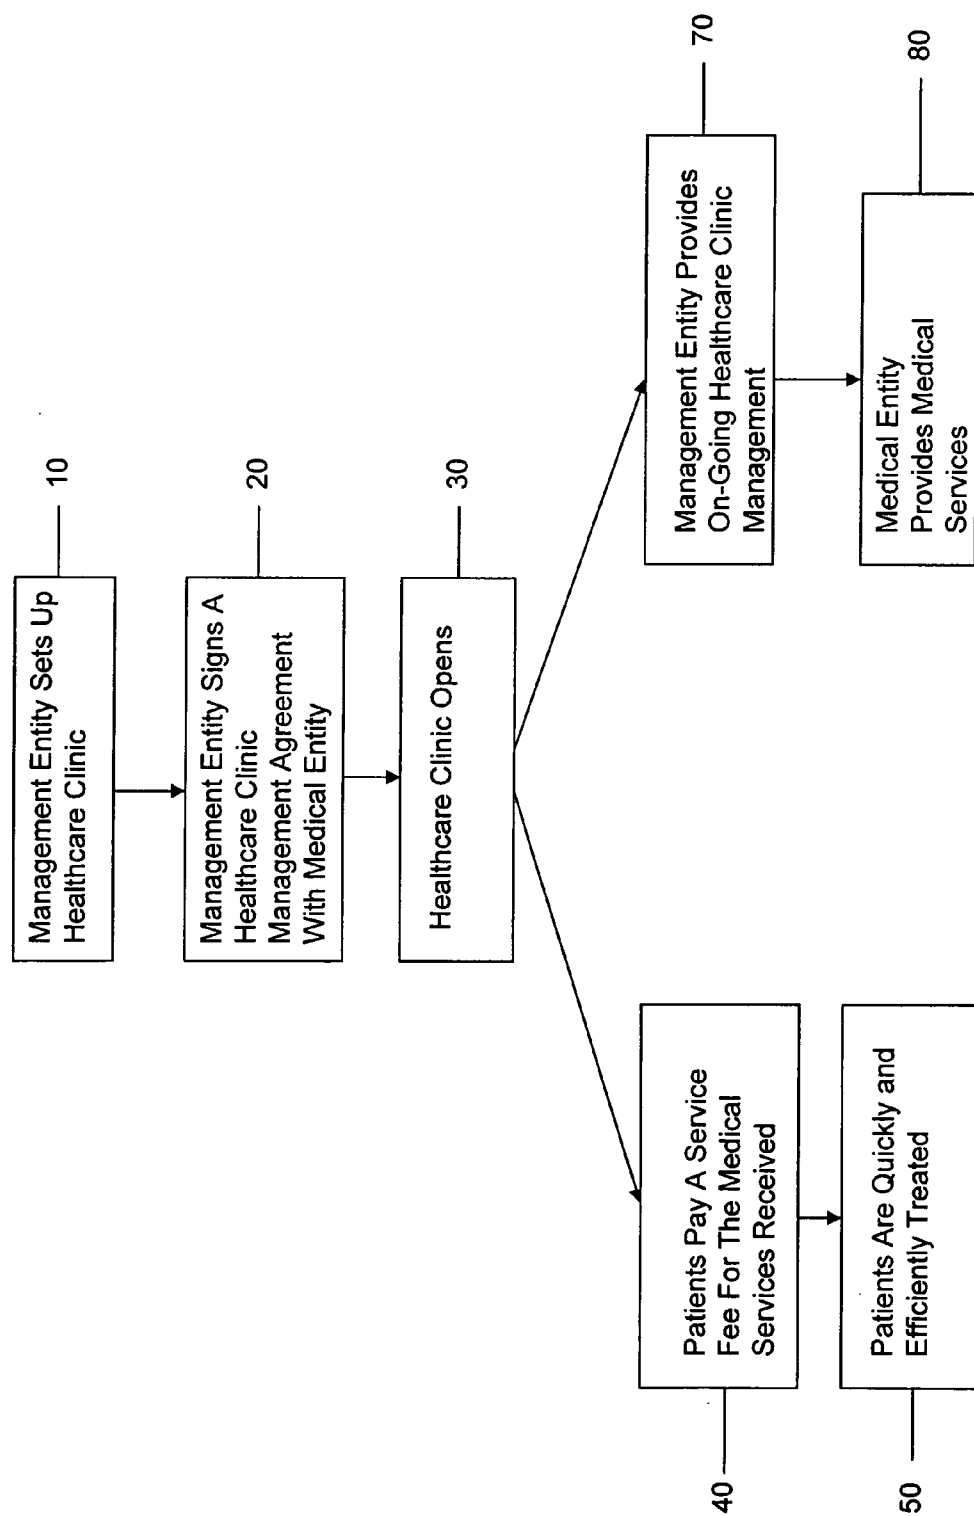 Management Entity Sets Up
Healthcare Clinic
10
Management Entity Signs A
Healthcare Clinic
Management Agreement
With Medical Entity
20
Healthcare Clinic Opens
30
40
Patients Pay A Service
Fee For The Medical
Services Received
Management Entity Provides
On-Going Healthcare Clinic
Management
70
50
Patients Are Quickly and
Efficiently Treated
Medical Entity
Provides Medical
Services
80